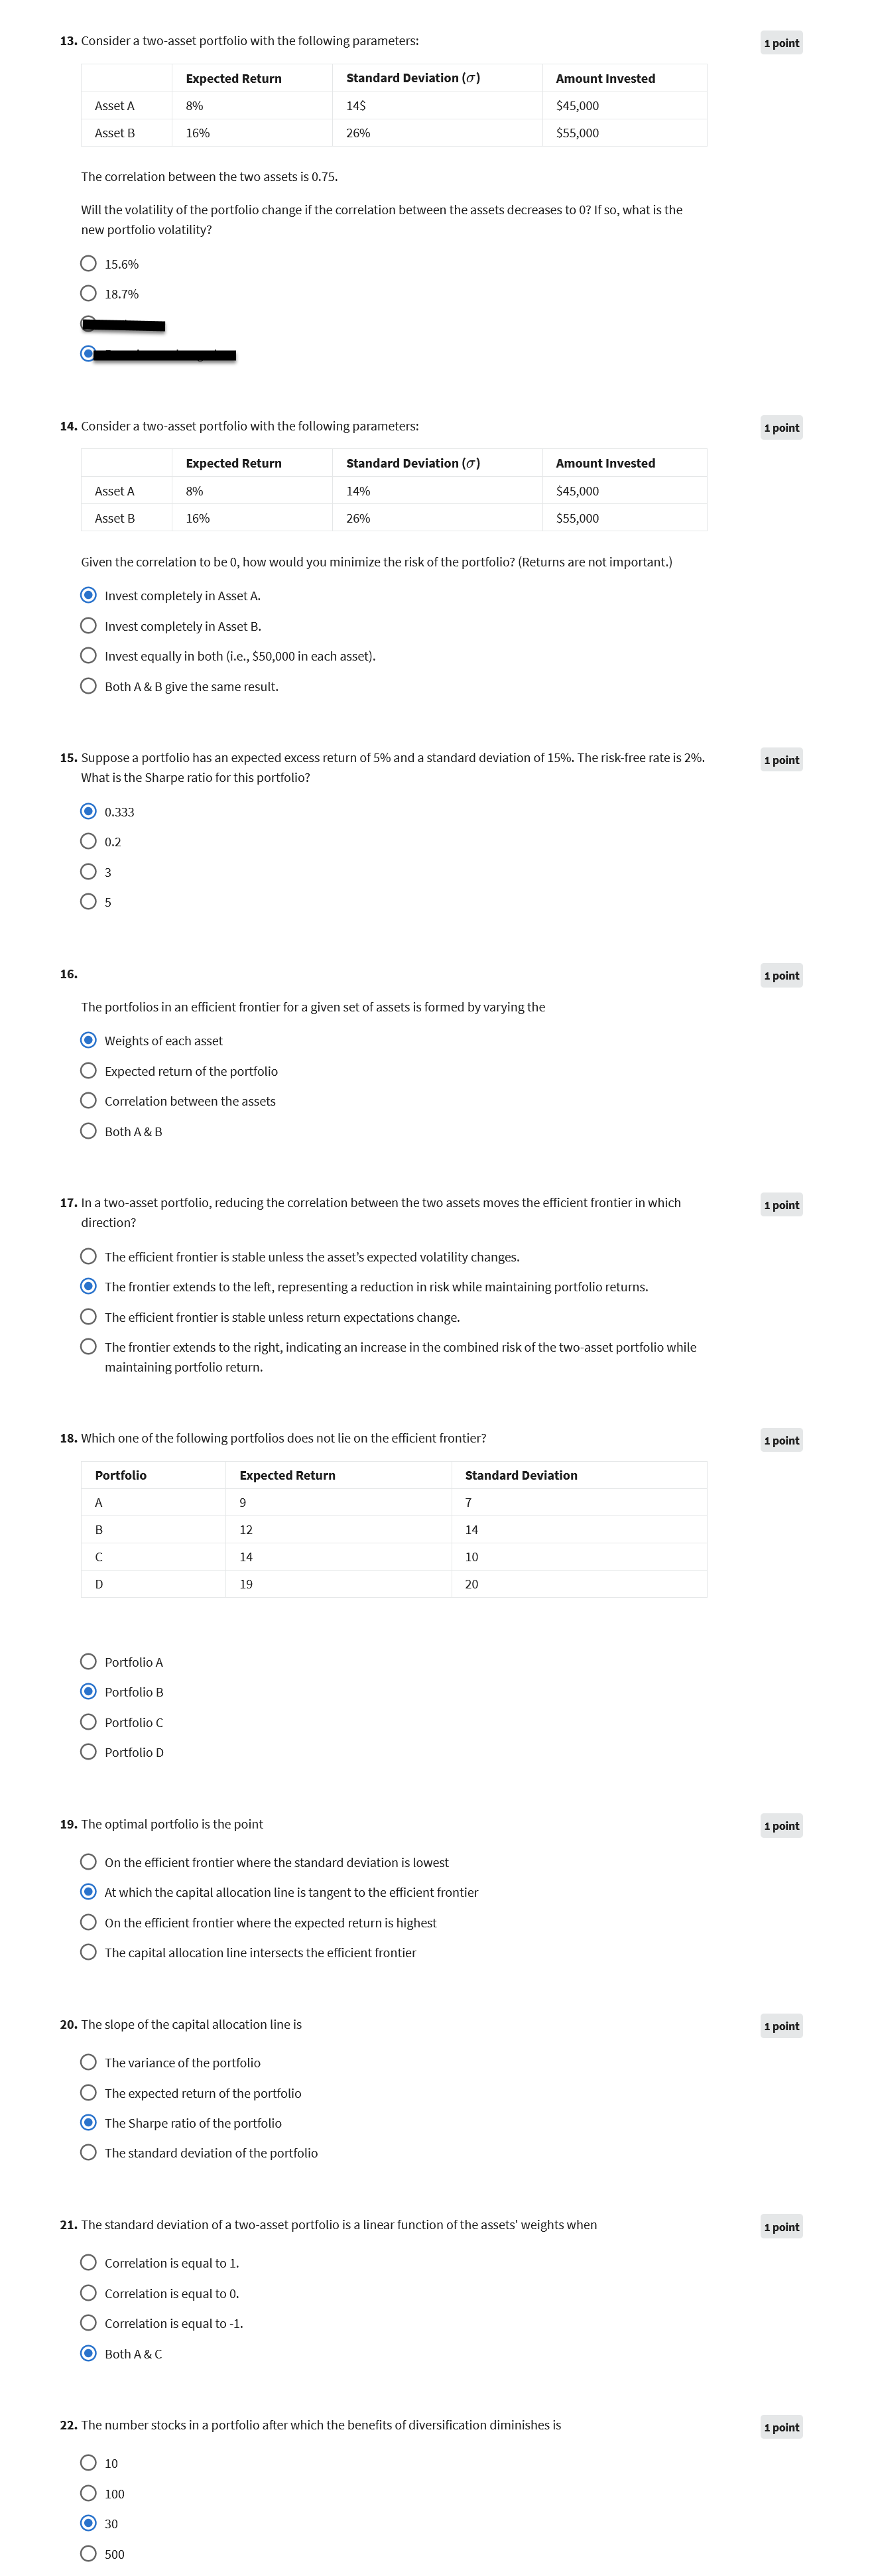 13. Consider a two-asset portfolio with the following parameters:
1 point
Expected Return Standard Deviation (σ) Amount Invested
Asset A 8% 14$ $45,000
Asset B 16% 26% $55,000
The correlation between the two assets is 0.75.
Will the volatility of the portfolio change if the correlation between the assets decreases to 0? If so, what is the
new portfolio volatility?
15.6%
18.7%
14. Consider a two-asset portfolio with the following parameters:
1 point
Expected Return Standard Deviation (σ) Amount Invested
Asset A 8% 14% $45,000
Asset B 16% 26% $55,000
Given the correlation to be 0, how would you minimize the risk of the portfolio? (Returns are not important.)
Invest completely in Asset A.
Invest completely in Asset B.
Invest equally in both (i.e., $50,000 in each asset).
Both A & B give the same result.
15. Suppose a portfolio has an expected excess return of 5% and a standard deviation of 15%. The risk-free rate is 2%.
What is the Sharpe ratio for this portfolio?
1 point
0.333
0.2
3
5
16.
1 point
The portfolios in an efficient frontier for a given set of assets is formed by varying the
Weights of each asset
Expected return of the portfolio
Correlation between the assets
Both A & B
17. In a two-asset portfolio, reducing the correlation between the two assets moves the efficient frontier in which
direction?
1 point
The efficient frontier is stable unless the asset’s expected volatility changes.
The frontier extends to the left, representing a reduction in risk while maintaining portfolio returns.
The efficient frontier is stable unless return expectations change.
The frontier extends to the right, indicating an increase in the combined risk of the two-asset portfolio while
maintaining portfolio return.
18. Which one of the following portfolios does not lie on the efficient frontier?
1 point
Portfolio Expected Return Standard Deviation
A 9 7
B 12 14
C 14 10
D 19 20
Portfolio A
Portfolio B
Portfolio C
Portfolio D
19. The optimal portfolio is the point
1 point
On the efficient frontier where the standard deviation is lowest
At which the capital allocation line is tangent to the efficient frontier
On the efficient frontier where the expected return is highest
The capital allocation line intersects the efficient frontier
20. The slope of the capital allocation line is
1 point
The variance of the portfolio
The expected return of the portfolio
The Sharpe ratio of the portfolio
The standard deviation of the portfolio
21. The standard deviation of a two-asset portfolio is a linear function of the assets' weights when
1 point
Correlation is equal to 1.
Correlation is equal to 0.
Correlation is equal to -1.
Both A & C
22. The number stocks in a portfolio after which the benefits of diversification diminishes is
1 point
10
100
30
500